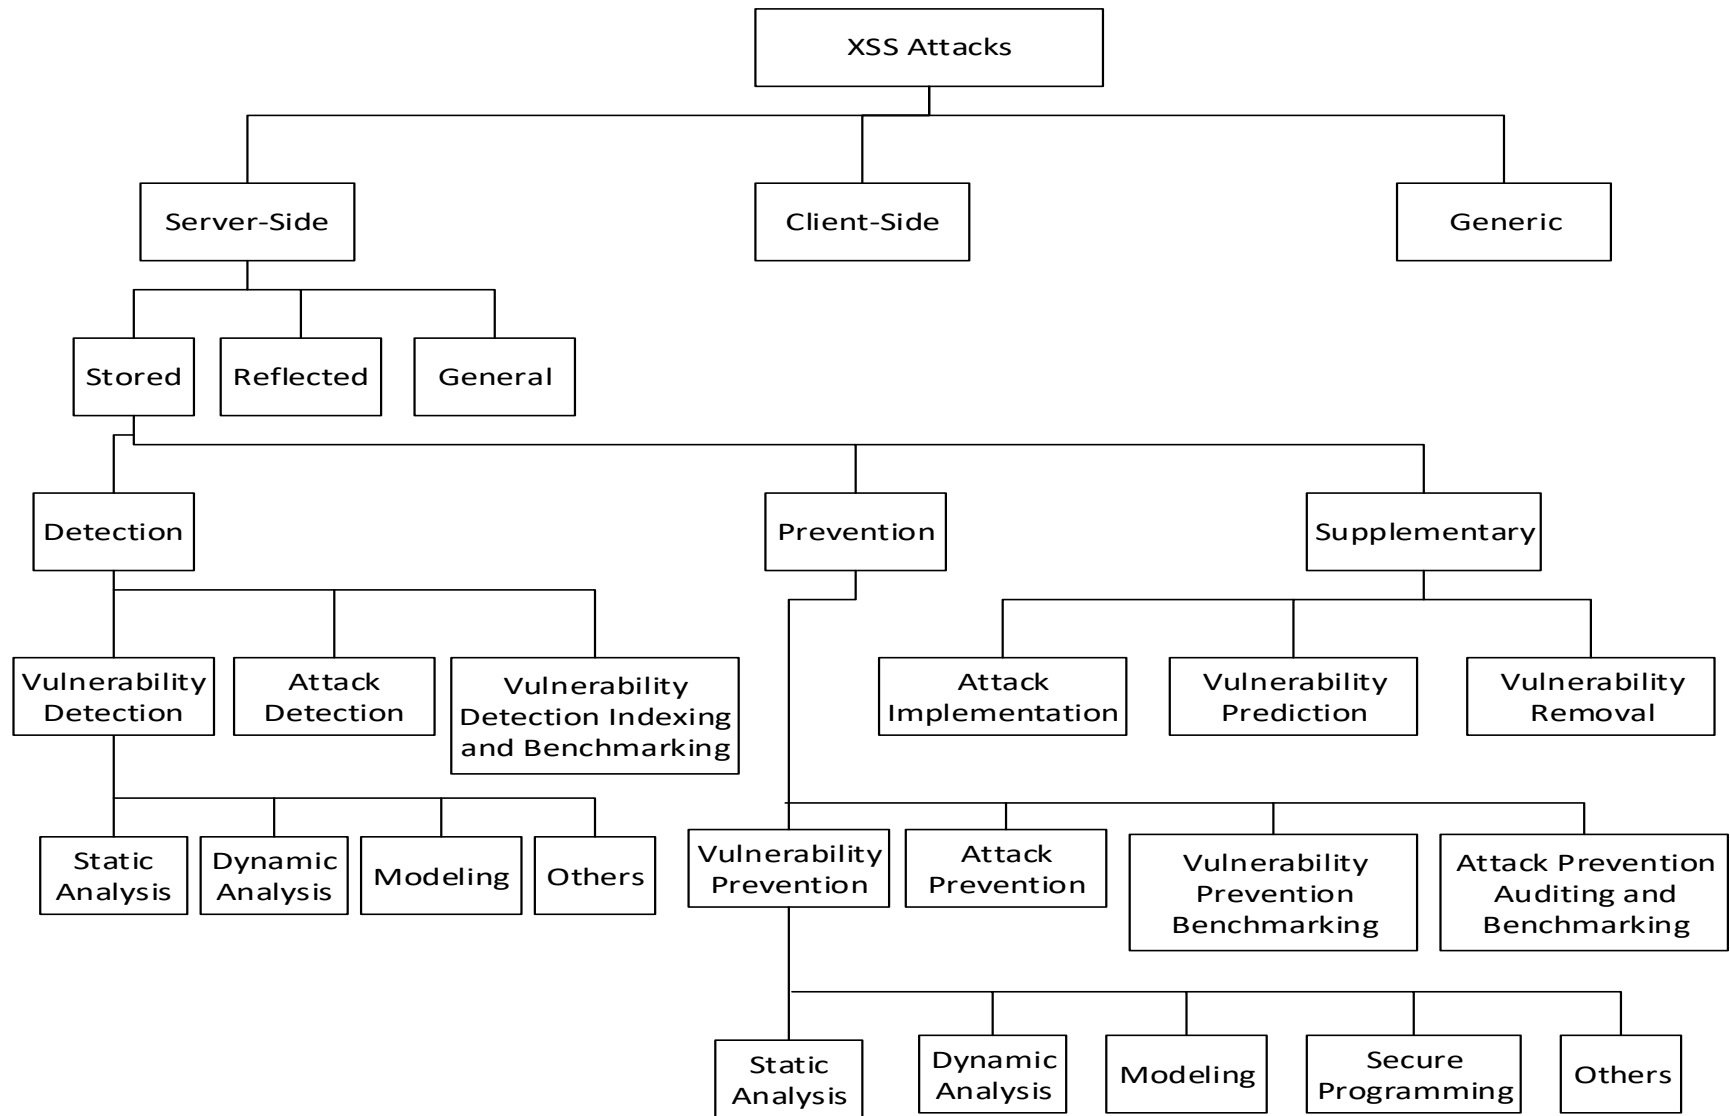 XSS Attacks
Server-Side
Client-Side
Generic
Stored
Reflected
General
Detection
Prevention
Supplementary
Vulnerability
Detection
Attack
Detection
Vulnerability
Detection Indexing
and Benchmarking
Attack
Implementation
Vulnerability
Prediction
Vulnerability
Removal
Static
Analysis
Dynamic
Analysis
Modeling
Others
Vulnerability
Prevention
Attack
Prevention
Vulnerability
Prevention
Benchmarking
Attack Prevention
Auditing and
Benchmarking
Static
Analysis
Dynamic
Analysis
Modeling
Secure
Programming
Others